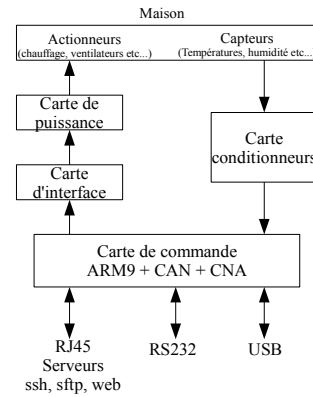 Maison
Actionneurs
(chauffage, ventilateurs etc...)
Capteurs
(Températures, humidité etc...)
Carte de
puissance
Carte
conditionneurs
Carte
d'interface
Carte de commande
ARM9 + CAN + CNA
RJ45
Serveurs
ssh, sftp, web
RS232
USB